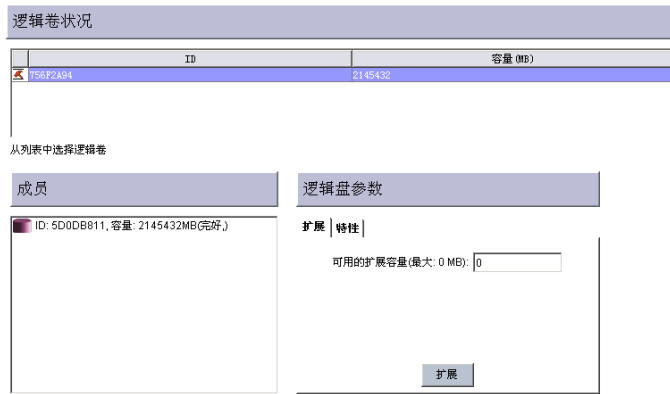 逻辑卷状况
ID 容量(MB)
756F2A94 2145432
从列表中选择逻辑卷
成员 逻辑盘参数
ID: 5D0DB811, 容量: 2145432MB(完好,)
扩展 特性
可用的扩展容量(最大: 0 MB): 0
扩展